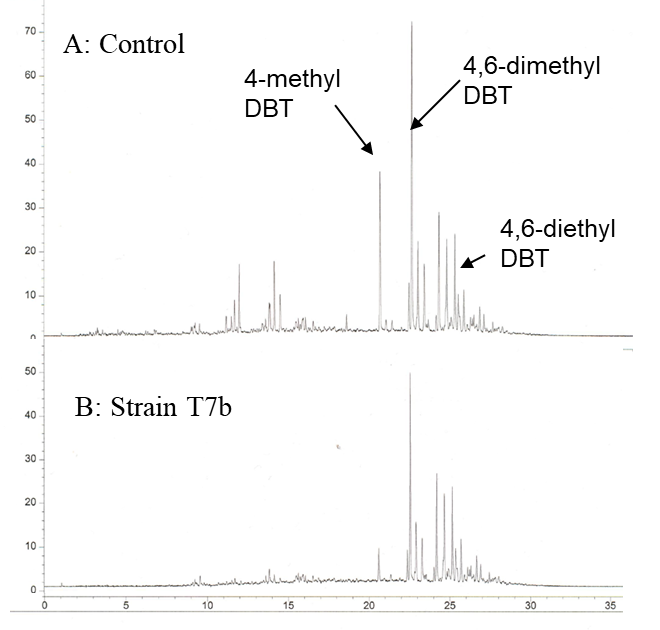 A: Control
4-methyl
DBT
4,6-dimethyl
DBT
4,6-diethyl
DBT
70
60
50
40
30
20
10
0
B: Strain T7b
50
40
30
20
10
0
0 5 10 15 20 25 30 35